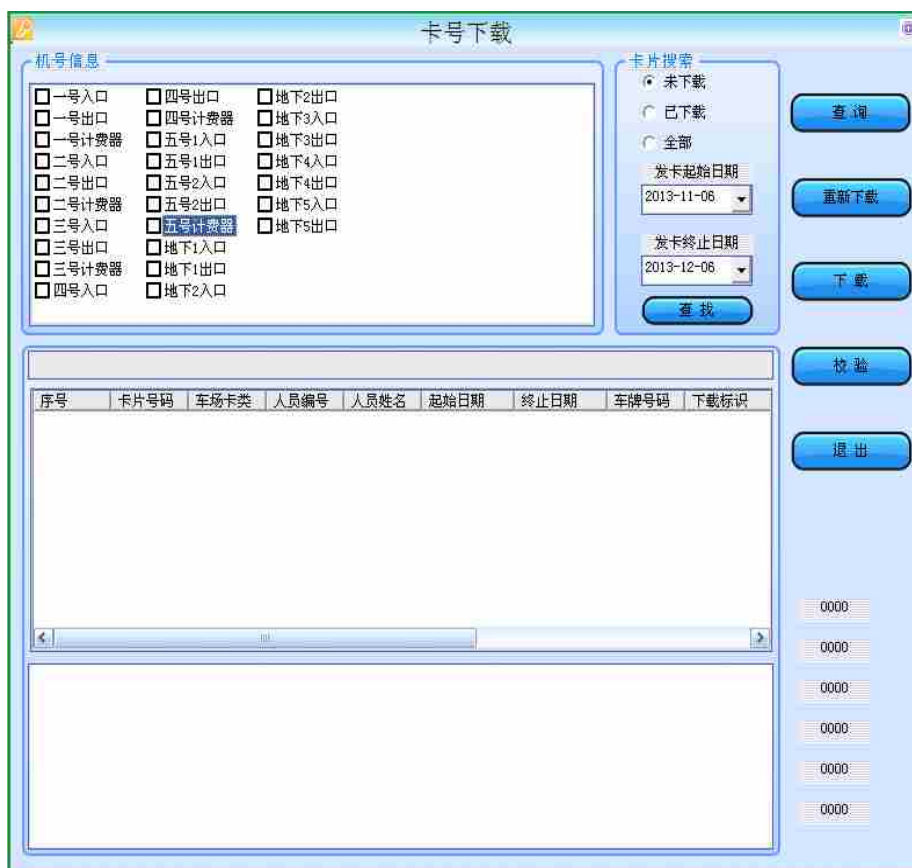 卡号下载
机号信息
一号入口 四号出口 地下2出口
一号出口 四号计费器 地下3入口
一号计费器 五号1入口 地下3出口
二号入口 五号1出口 地下4入口
二号出口 五号2入口 地下4出口
二号计费器 五号2出口 地下5入口
三号入口 五号计费器 地下5出口
三号出口 地下1入口
三号计费器 地下1出口
四号入口 地下2入口
卡片搜索
未下载
已下载
全部
发卡起始日期
2013-11-06
发卡终止日期
2013-12-06
查 找
查 询
重新下载
下 载
校 验
退 出
序号 卡片号码 车场卡类 人员编号 人员姓名 起始日期 终止日期 车牌号码 下载标识
0000
0000
0000
0000
0000
0000